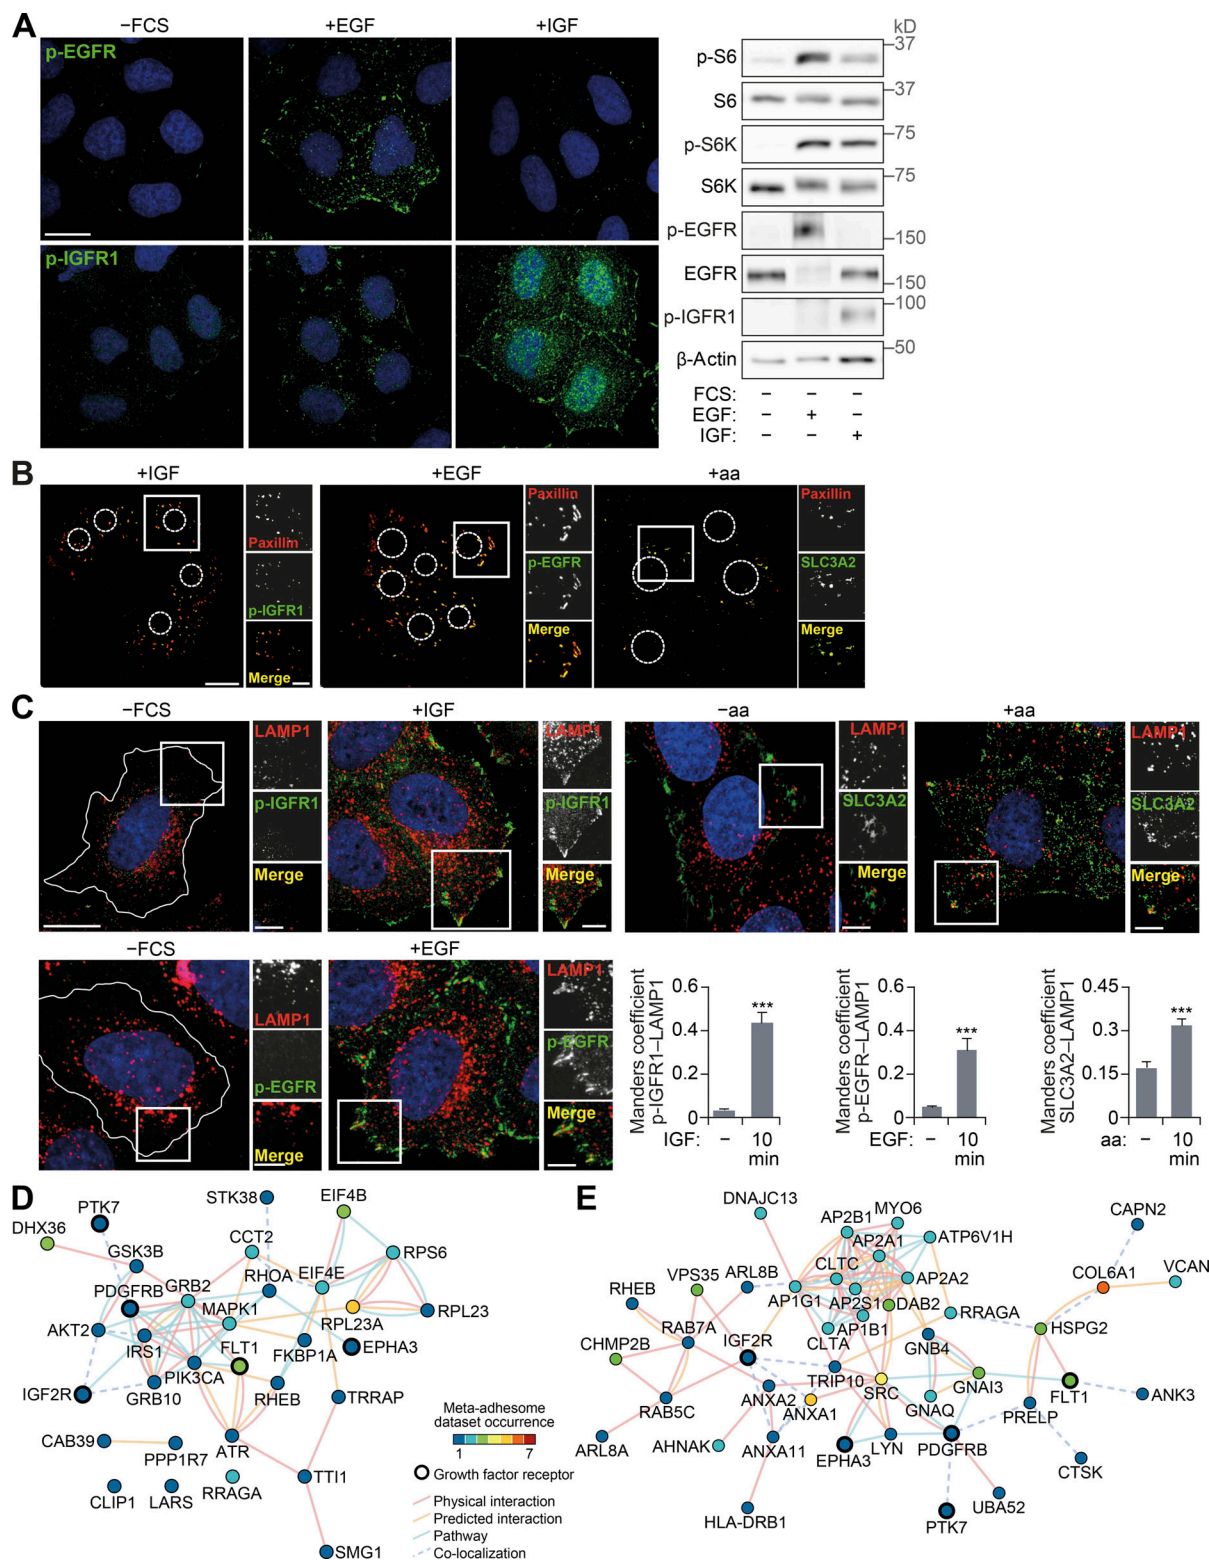 A
−FCS
+EGF
+IGF
p-EGFR
p-IGFR1
kD
p-S6
37
S6
37
p-S6K
75
S6K
75
p-EGFR
150
EGFR
150
p-IGFR1
100
β-Actin
50
FCS: − − −
EGF: − + −
IGF: − − +
B
+IGF
+EGF
+aa
Paxillin
p-IGFR1
Merge
Paxillin
p-EGFR
Merge
Paxillin
SLC3A2
Merge
C
−FCS
+IGF
−aa
+aa
LAMP1
p-IGFR1
Merge
LAMP1
p-IGFR1
Merge
LAMP1
SLC3A2
Merge
LAMP1
SLC3A2
Merge
−FCS
+EGF
LAMP1
p-EGFR
Merge
LAMP1
p-EGFR
Merge
Manders coefficient
p-IGFR1–LAMP1
0.6
0.4
0.2
0
***
IGF: − 10
min
Manders coefficient
p-EGFR–LAMP1
0.6
0.4
0.2
0
***
EGF: − 10
min
Manders coefficient
SLC3A2–LAMP1
0.45
0.3
0.15
0
***
aa: − 10
min
D
PTK7
STK38
EIF4B
DHX36
GSK3B
CCT2
RPS6
PDGFRB
GRB2
RHOA
EIF4E
MAPK1
RPL23
AKT2
RPL23A
IRS1
FLT1
FKBP1A
EPHA3
PIK3CA
IGF2R
GRB10
RHEB
TRRAP
CAB39
PPP1R7
ATR
RRAGA
TTI1
CLIP1
LARS
SMG1
Meta-adhesome
dataset occurrence
1
7
Growth factor receptor
Physical interaction
Predicted interaction
Pathway
Co-localization
E
DNAJC13
AP2B1
MYO6
CAPN2
AP2A1
ATP6V1H
VPS35
ARL8B
CLTC
AP2A2
COL6A1
VCAN
RHEB
AP1G1
AP2S1
DAB2
RRAGA
RAB7A
AP1B1
HSPG2
CHMP2B
IGF2R
CLTA
GNB4
TRIP10
SRC
GNAI3
FLT1
ANK3
RAB5C
ANXA2
ANXA1
GNAQ
PRELP
ARL8A
AHNAK
ANXA11
EPHA3
LYN
PDGFRB
CTSK
HLA-DRB1
UBA52
PTK7